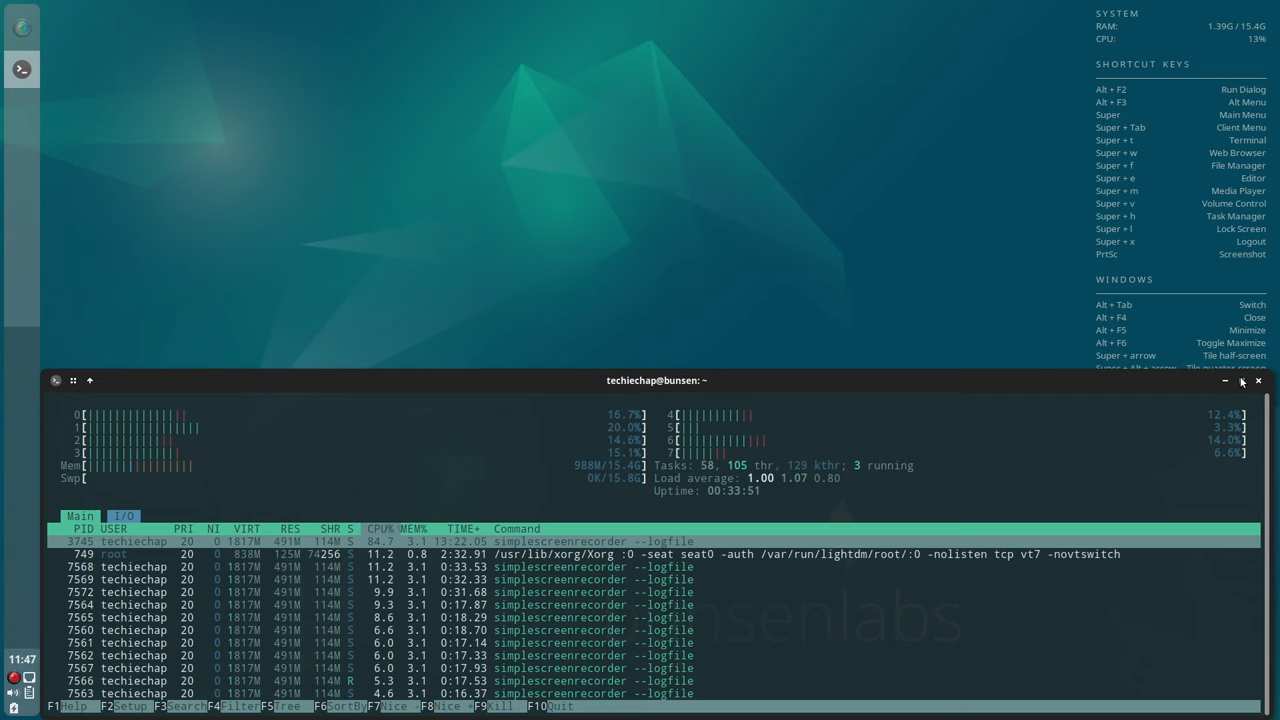 SYSTEM
RAM: 1.39G / 15.4G
CPU: 13%
SHORTCUT KEYS
Alt + F2 Run Dialog
Alt + F3 Alt Menu
Super Main Menu
Super + Tab Client Menu
Super + t Terminal
Super + w Web Browser
Super + f File Manager
Super + e Editor
Super + m Media Player
Super + v Volume Control
Super + h Task Manager
Super + l Lock Screen
Super + x Logout
PrtSc Screenshot
WINDOWS
Alt + Tab Switch
Alt + F4 Close
Alt + F5 Minimize
Alt + F6 Toggle Maximize
Super + arrow Tile half-screen
Super + Alt + arrow Tile quarter-screen
techiechap@bunsen: ~
0[ 16.7%] 4[ 12.4%]
1[ 20.0%] 5[ 3.3%]
2[ 14.6%] 6[ 14.0%]
3[ 15.1%] 7[ 6.6%]
Mem[ 988M/15.4G] Tasks: 58, 105 thr, 129 kthr; 3 running
Swp[ 0K/15.8G] Load average: 1.00 1.07 0.80
Uptime: 00:33:51
Main I/O
PID USER PRI NI VIRT RES SHR S CPU% MEM% TIME+ Command
3745 techiechap 20 0 1817M 491M 114M S 84.7 3.1 13:22.05 simplescreenrecorder --logfile
749 root 20 0 838M 125M 74256 S 11.2 0.8 2:32.91 /usr/lib/xorg/Xorg :0 -seat seat0 -auth /var/run/lightdm/root/:0 -nolisten tcp vt7 -novtswitch
7568 techiechap 20 0 1817M 491M 114M S 11.2 3.1 0:33.53 simplescreenrecorder --logfile
7569 techiechap 20 0 1817M 491M 114M S 11.2 3.1 0:32.33 simplescreenrecorder --logfile
7572 techiechap 20 0 1817M 491M 114M S 9.9 3.1 0:31.68 simplescreenrecorder --logfile
7564 techiechap 20 0 1817M 491M 114M S 9.3 3.1 0:17.87 simplescreenrecorder --logfile
7565 techiechap 20 0 1817M 491M 114M S 8.6 3.1 0:18.29 simplescreenrecorder --logfile
7560 techiechap 20 0 1817M 491M 114M S 6.6 3.1 0:18.70 simplescreenrecorder --logfile
7561 techiechap 20 0 1817M 491M 114M S 6.0 3.1 0:17.14 simplescreenrecorder --logfile
7562 techiechap 20 0 1817M 491M 114M S 6.0 3.1 0:17.33 simplescreenrecorder --logfile
7567 techiechap 20 0 1817M 491M 114M S 6.0 3.1 0:17.93 simplescreenrecorder --logfile
7566 techiechap 20 0 1817M 491M 114M R 5.3 3.1 0:17.53 simplescreenrecorder --logfile
7563 techiechap 20 0 1817M 491M 114M S 4.6 3.1 0:16.37 simplescreenrecorder --logfile
F1Help F2Setup F3Search F4Filter F5Tree F6SortBy F7Nice - F8Nice + F9Kill F10Quit
11:47